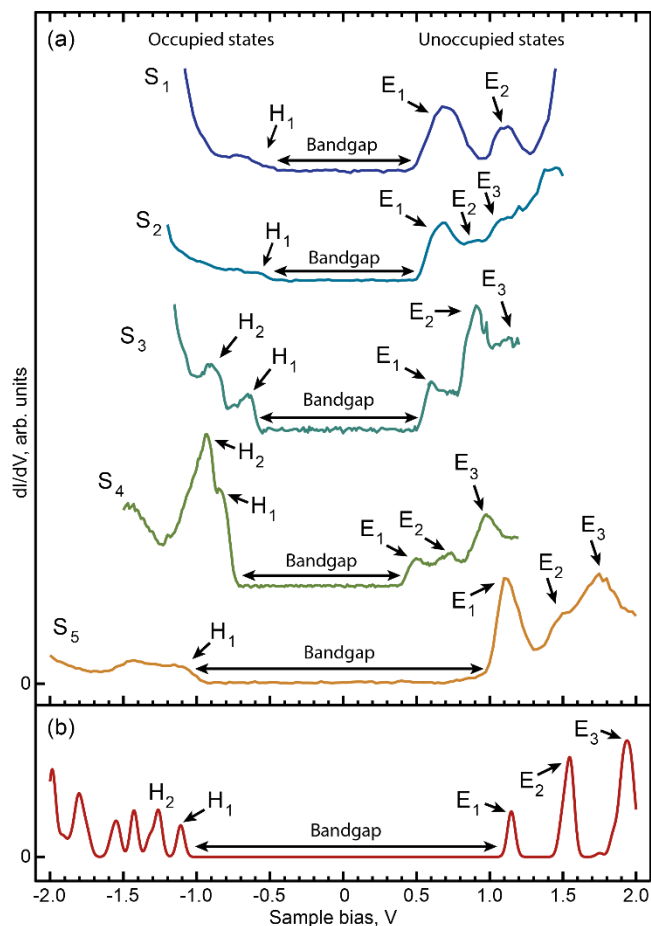 (a) Occupied states Unoccupied states
S1
H1
Bandgap
E1
E2
S2
H1
Bandgap
E1
E2
E3
S3
H2
H1
Bandgap
E1
E2
E3
S4
H2
H1
Bandgap
E1
E2
E3
S5
H1
Bandgap
E1
E2
E3
0
dI/dV, arb. units
(b)
H2
H1
Bandgap
E1
E2
E3
0
-2.0 -1.5 -1.0 -0.5 0 0.5 1.0 1.5 2.0
Sample bias, V